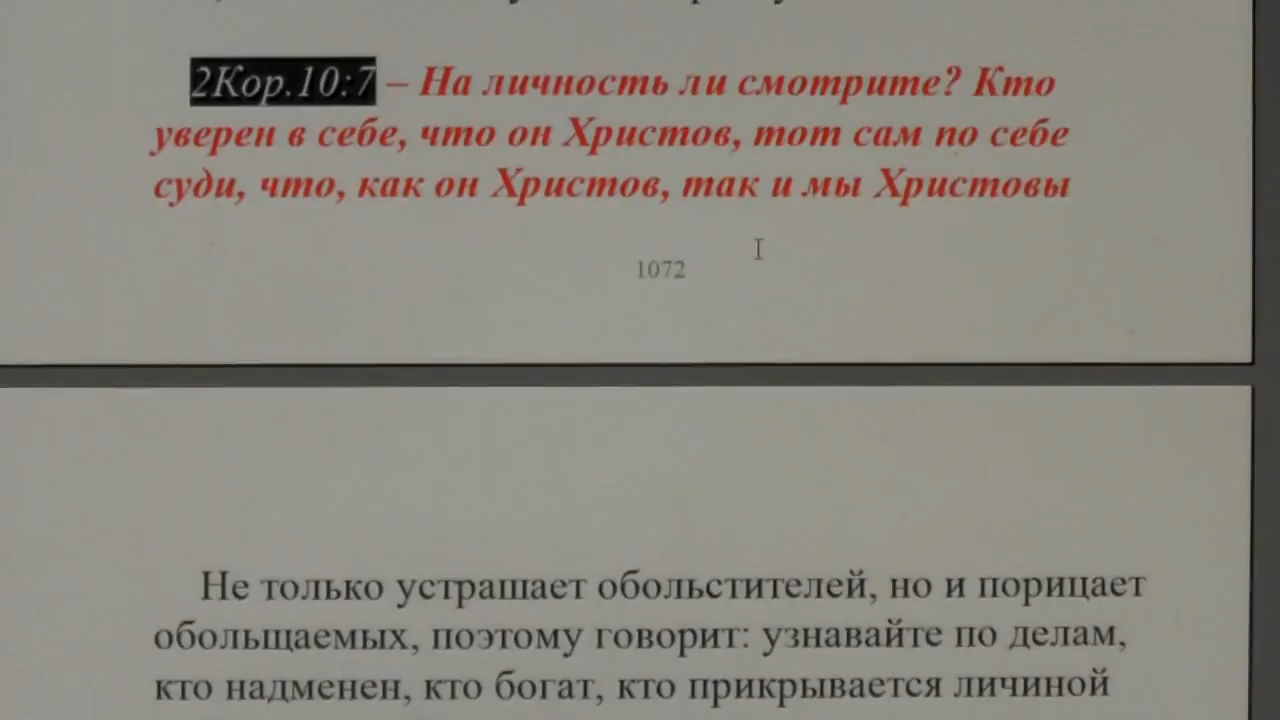 2Кор.10:7 – На личность ли смотрите? Кто
уверен в себе, что он Христов, тот сам по себе
суди, что, как он Христов, так и мы Христовы
1072
Не только устрашает обольстителей, но и порицает
обольщаемых, поэтому говорит: узнавайте по делам,
кто надменен, кто богат, кто прикрывается личиной